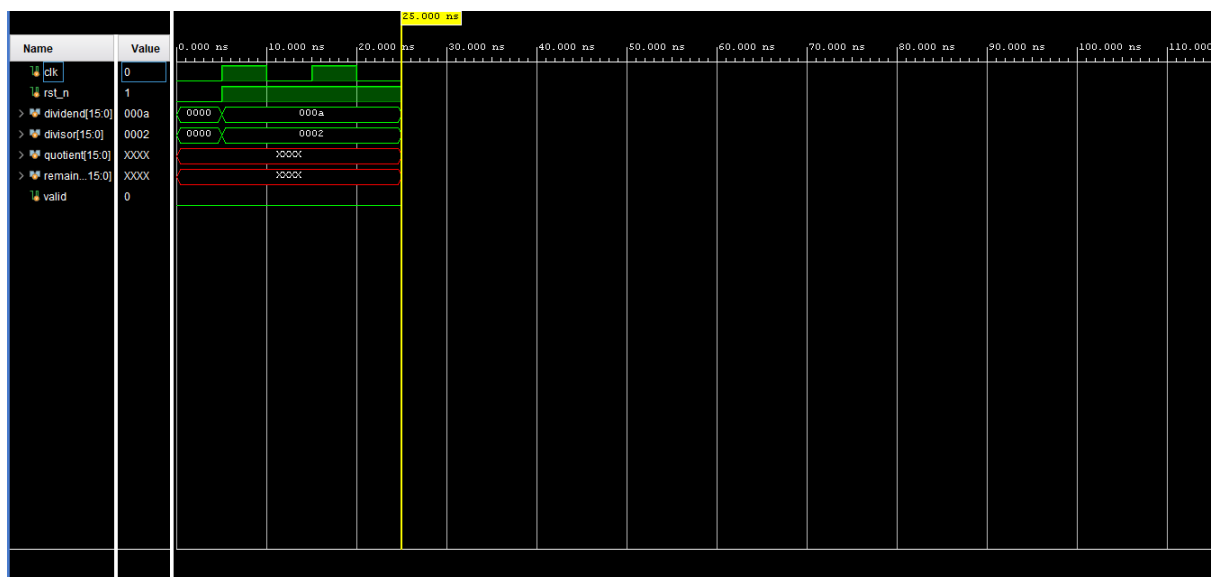 25.000 ns
Name Value 0.000 ns 10.000 ns 20.000 ns 30.000 ns 40.000 ns 50.000 ns 60.000 ns 70.000 ns 80.000 ns 90.000 ns 100.000 ns 110.000
clk 0
rst_n 1
dividend[15:0] 000a 0000 000a
divisor[15:0] 0002 0000 0002
quotient[15:0] XXXX XXXX
remain...15:0] XXXX XXXX
valid 0